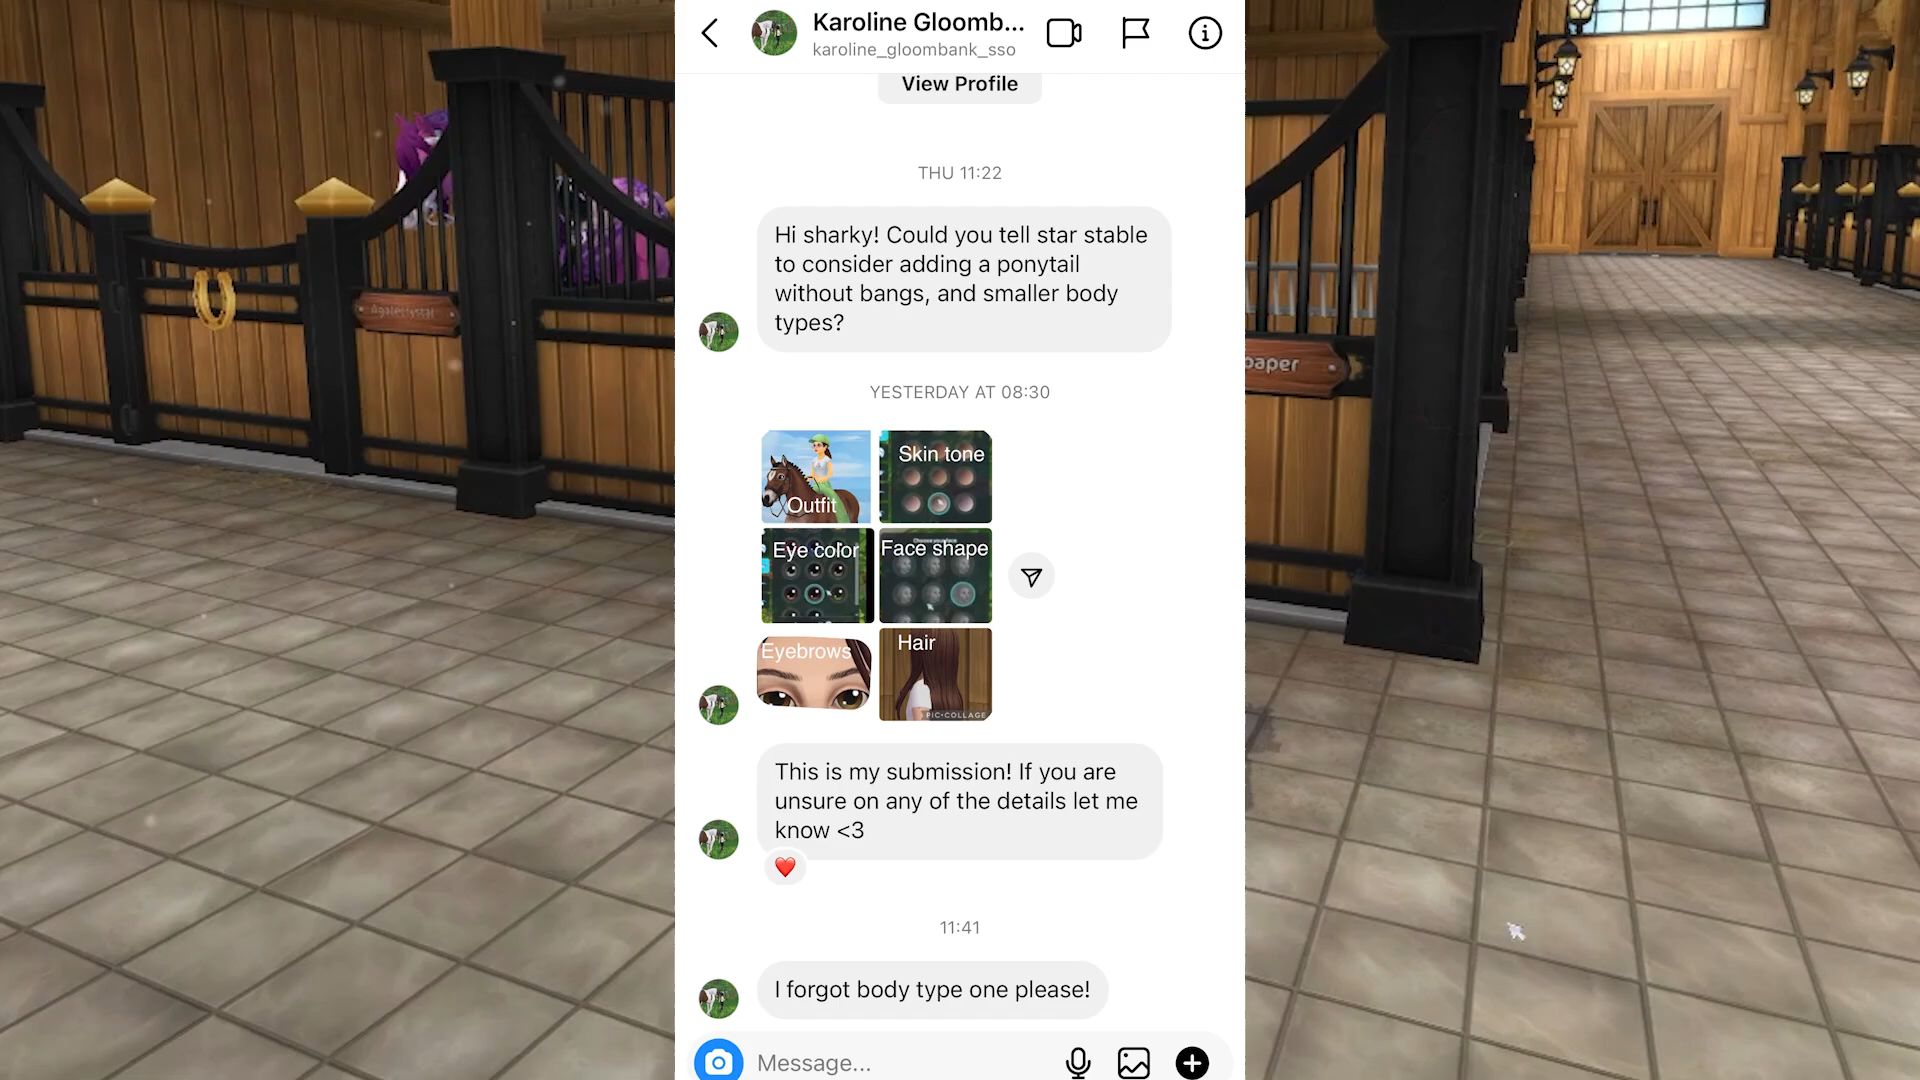 Karoline Gloomb...
karoline_gloombank_sso
View Profile
THU 11:22
Hi sharky! Could you tell star stable
to consider adding a ponytail
without bangs, and smaller body
types?
YESTERDAY AT 08:30
Outfit
Skin tone
Eye color
Face shape
Eyebrows
Hair
PIC•COLLAGE
This is my submission! If you are
unsure on any of the details let me
know <3
11:41
I forgot body type one please!
Message...
paper